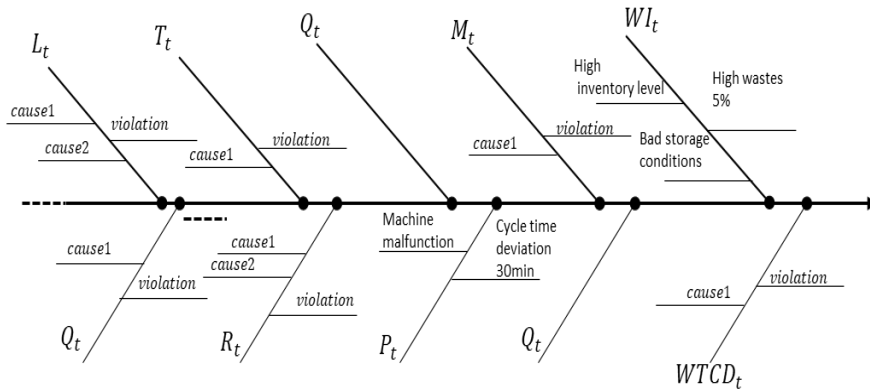 L_t
T_t
Q_t
M_t
WI_t
cause1
violation
cause2
violation
cause1
violation
cause1
High
inventory level
High wastes
5%
Bad storage
conditions
cause1
violation
cause1
cause2
violation
Machine
malfunction
Cycle time
deviation
30min
cause1
violation
Q_t
R_t
P_t
Q_t
WTCD_t